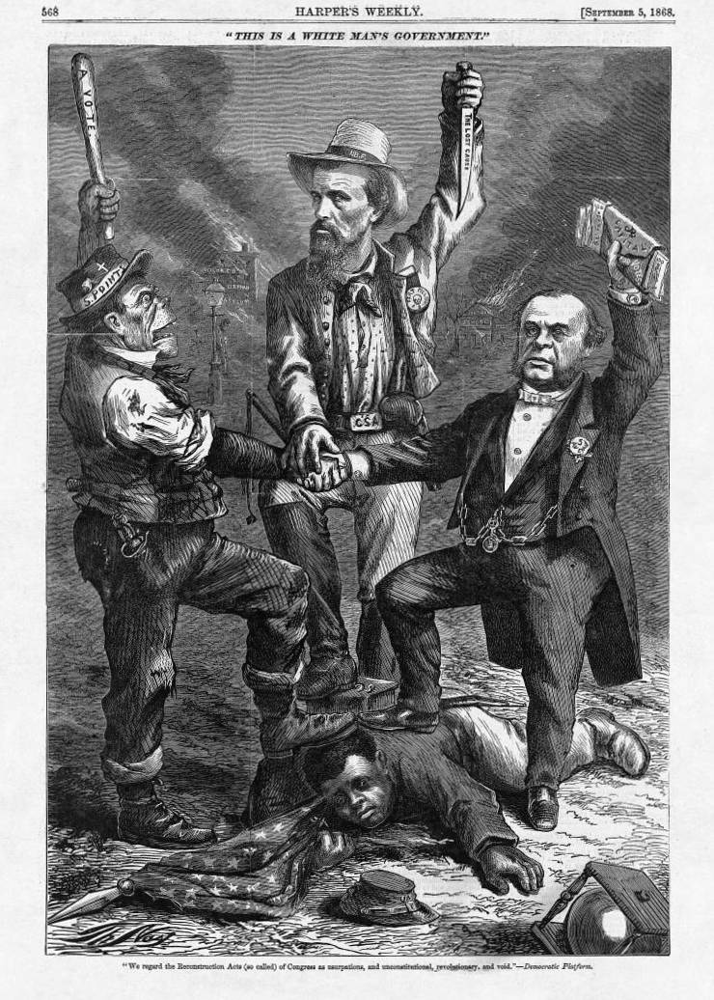 568
HARPER'S WEEKLY.
[SEPTEMBER 5, 1868.
"THIS IS A WHITE MAN'S GOVERNMENT."
A VOTE
THE LOST CAUSE
N.B.F.
5. POINTS
CAPITAL
CSA
"We regard the Reconstruction Acts (so called) of Congress as usurpations, and unconstitutional, revolutionary, and void."—Democratic Platform.